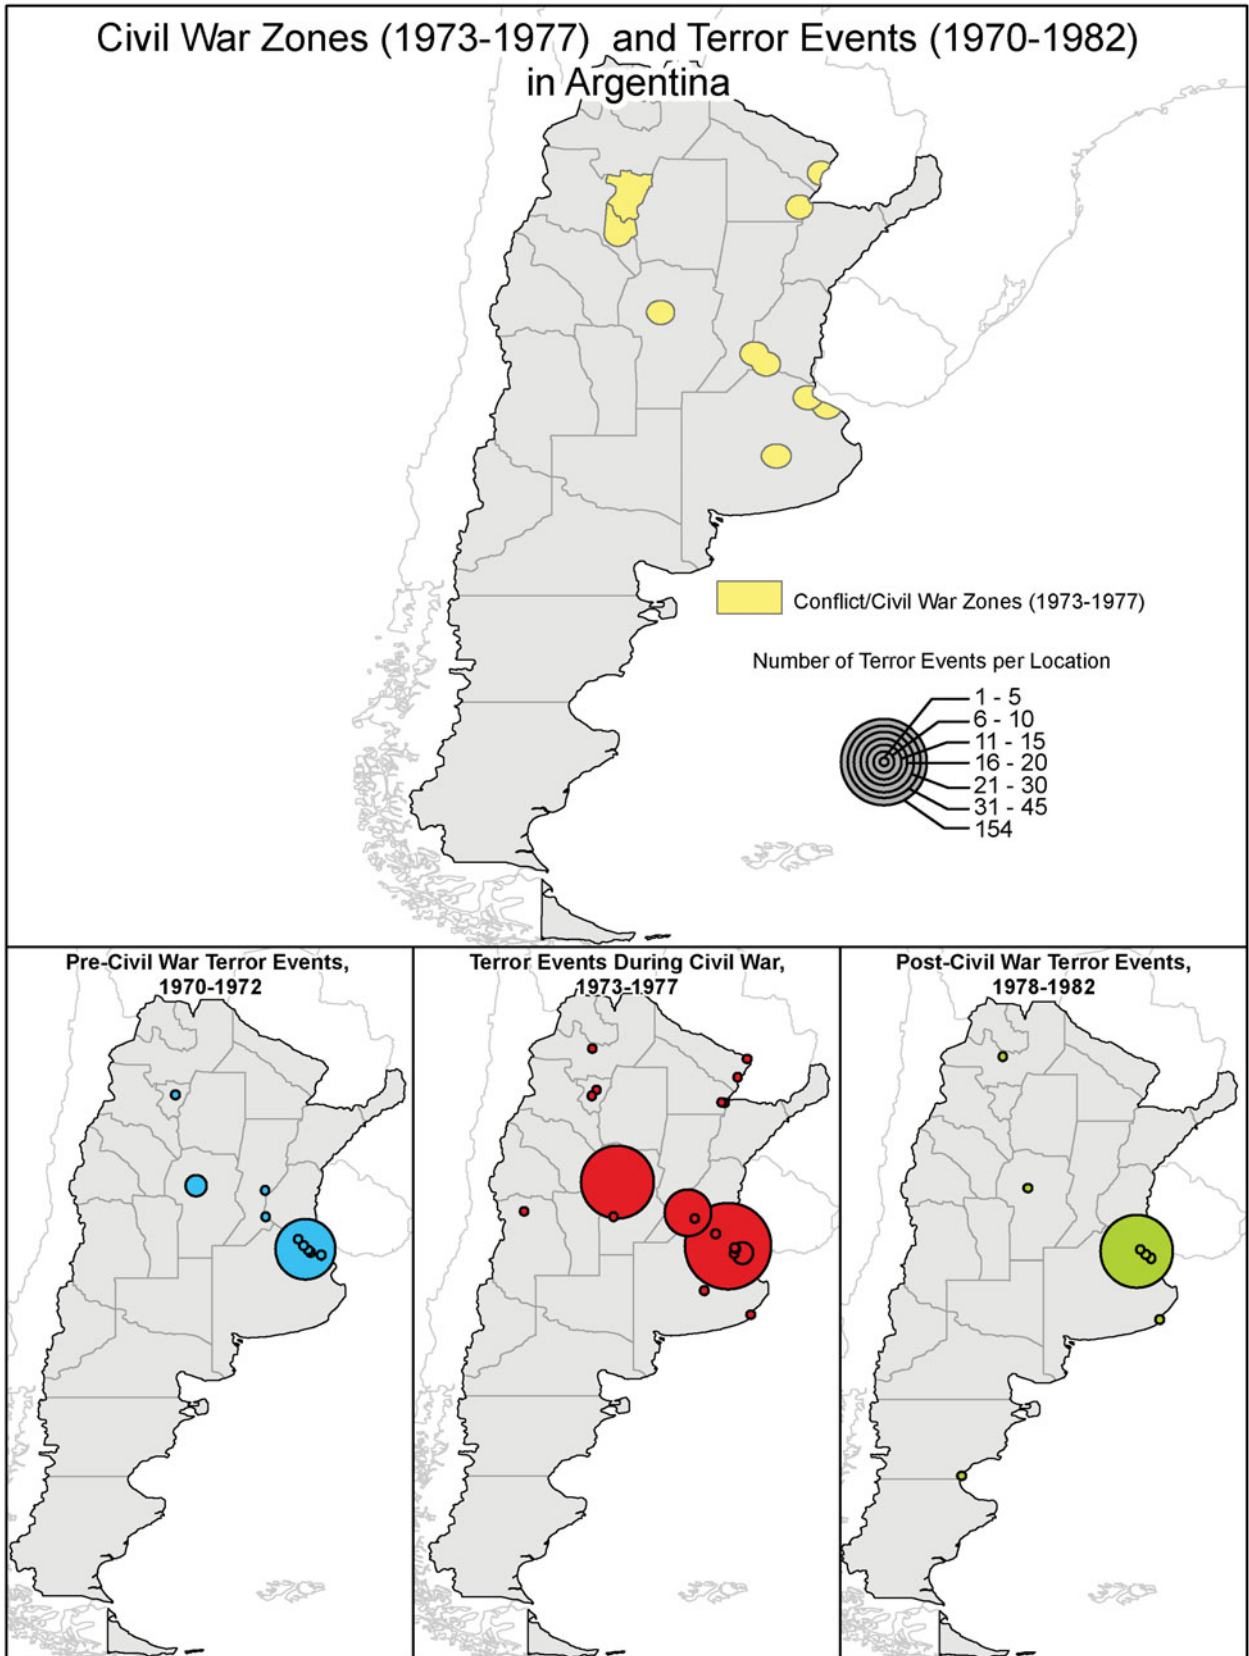 Civil War Zones (1973-1977) and Terror Events (1970-1982)
in Argentina
Conflict/Civil War Zones (1973-1977)
Number of Terror Events per Location
1 - 5
6 - 10
11 - 15
16 - 20
21 - 30
31 - 45
154
Pre-Civil War Terror Events,
1970-1972
Terror Events During Civil War,
1973-1977
Post-Civil War Terror Events,
1978-1982